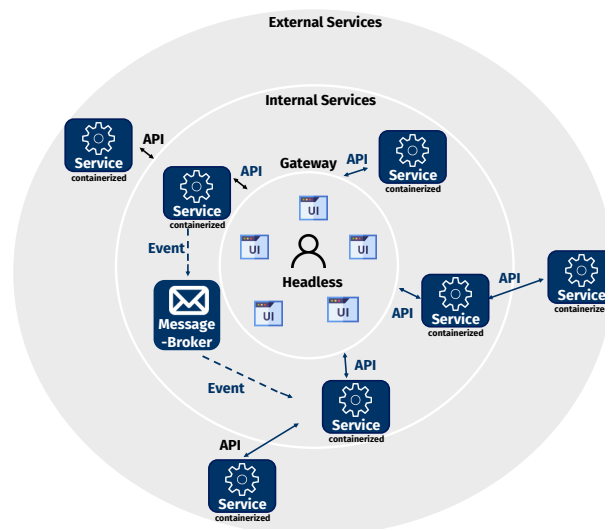 External Services
Internal Services
API
Service
containerized
API
Gateway
API
Service
containerized
Service
containerized
UI
Event
UI
UI
Headless
API
Service
containerized
Message
-Broker
UI
UI
API
Service
containerized
API
Event
Service
containerized
API
Service
containerized